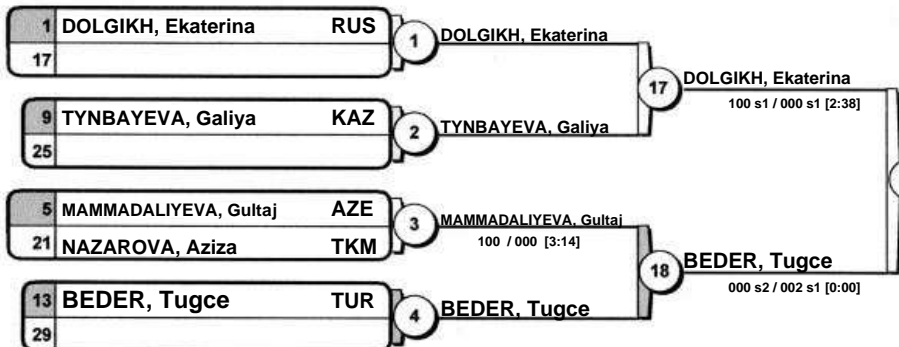 1 DOLGIKH, Ekaterina RUS
17
1
DOLGIKH, Ekaterina
9 TYNBAYEVA, Galiya KAZ
25
2
TYNBAYEVA, Galiya
17
DOLGIKH, Ekaterina
100 s1 / 000 s1 [2:38]
5 MAMMADALIYEVA, Gultaj AZE
21 NAZAROVA, Aziza TKM
3
MAMMADALIYEVA, Gultaj
100 / 000 [3:14]
13 BEDER, Tugce TUR
29
4
BEDER, Tugce
18
BEDER, Tugce
000 s2 / 002 s1 [0:00]